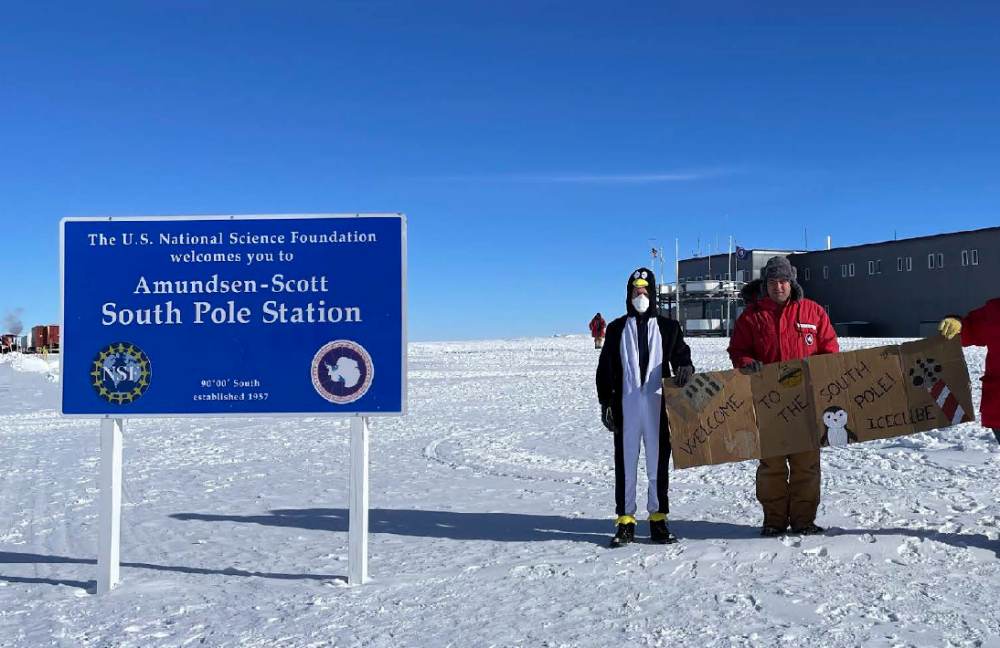 The U.S. National Science Foundation
welcomes you to
Amundsen-Scott
South Pole Station
NSF
90°00′ South
established 1957
WELCOME
TO
THE
SOUTH
POLE!
ICECUBE